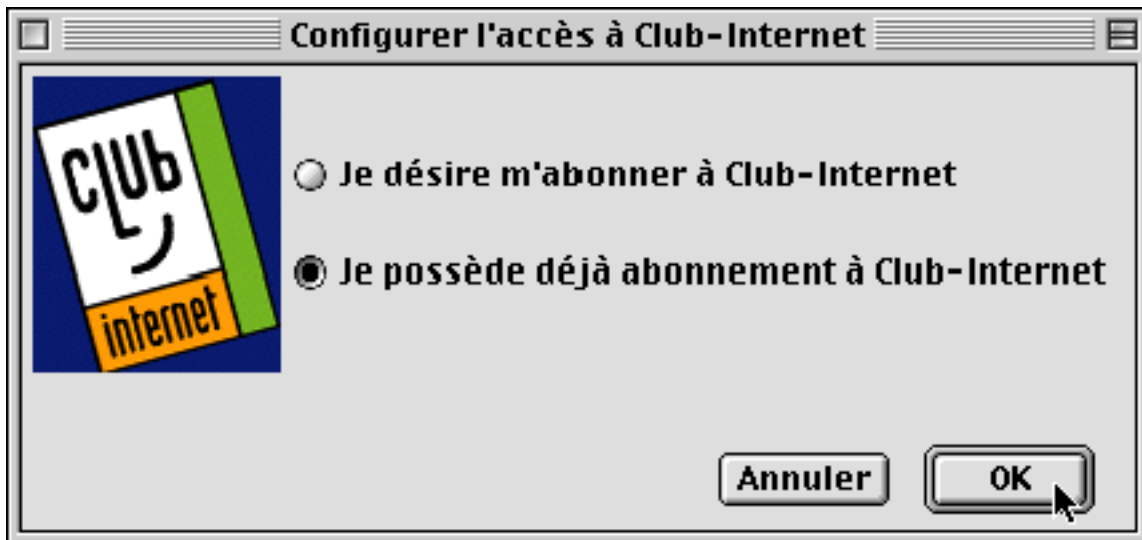 Configurer l'accès à Club-Internet
club
internet
Je désire m'abonner à Club-Internet
Je possède déjà abonnement à Club-Internet
Annuler
OK